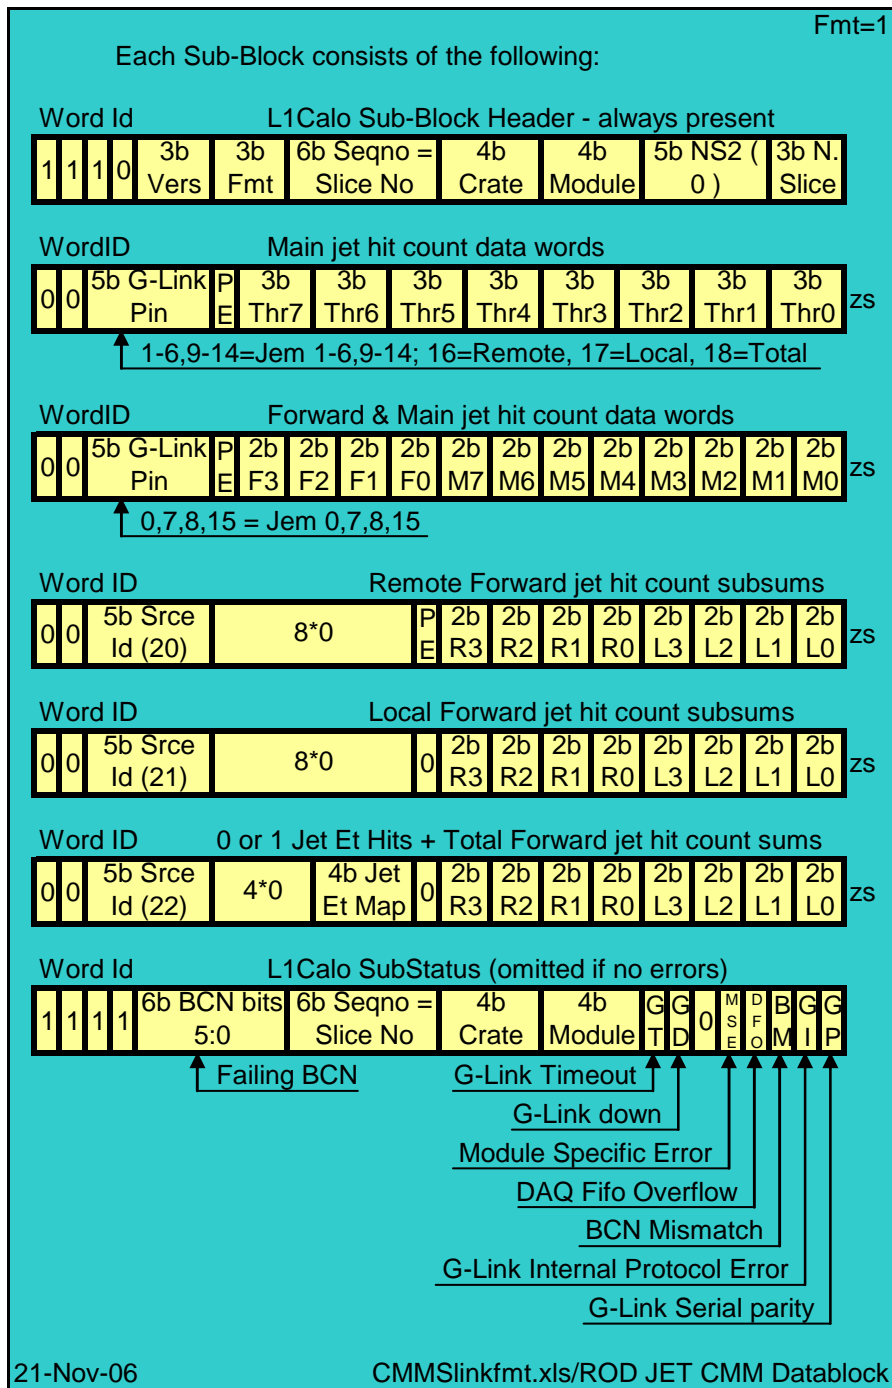 Fmt=1
Each Sub-Block consists of the following:
Word Id L1Calo Sub-Block Header - always present
1 1 1 0 3b Vers 3b Fmt 6b Seqno = Slice No 4b Crate 4b Module 5b NS2 ( 0 ) 3b N. Slice
WordID Main jet hit count data words
0 0 5b G-Link Pin PE 3b Thr7 3b Thr6 3b Thr5 3b Thr4 3b Thr3 3b Thr2 3b Thr1 3b Thr0 zs
1-6,9-14=Jem 1-6,9-14; 16=Remote, 17=Local, 18=Total
WordID Forward & Main jet hit count data words
0 0 5b G-Link Pin PE 2b F3 2b F2 2b F1 2b F0 2b M7 2b M6 2b M5 2b M4 2b M3 2b M2 2b M1 2b M0 zs
0,7,8,15 = Jem 0,7,8,15
Word ID Remote Forward jet hit count subsums
0 0 5b Srce Id (20) 8*0 PE 2b R3 2b R2 2b R1 2b R0 2b L3 2b L2 2b L1 2b L0 zs
Word ID Local Forward jet hit count subsums
0 0 5b Srce Id (21) 8*0 0 2b R3 2b R2 2b R1 2b R0 2b L3 2b L2 2b L1 2b L0 zs
Word ID 0 or 1 Jet Et Hits + Total Forward jet hit count sums
0 0 5b Srce Id (22) 4*0 4b Jet Et Map 0 2b R3 2b R2 2b R1 2b R0 2b L3 2b L2 2b L1 2b L0 zs
Word Id L1Calo SubStatus (omitted if no errors)
1 1 1 1 6b BCN bits 5:0 6b Seqno = Slice No 4b Crate 4b Module GT GD 0 MSE DFO BM GI GP
Failing BCN G-Link Timeout
G-Link down
Module Specific Error
DAQ Fifo Overflow
BCN Mismatch
G-Link Internal Protocol Error
G-Link Serial parity
21-Nov-06 CMMSlinkfmt.xls/ROD JET CMM Datablock